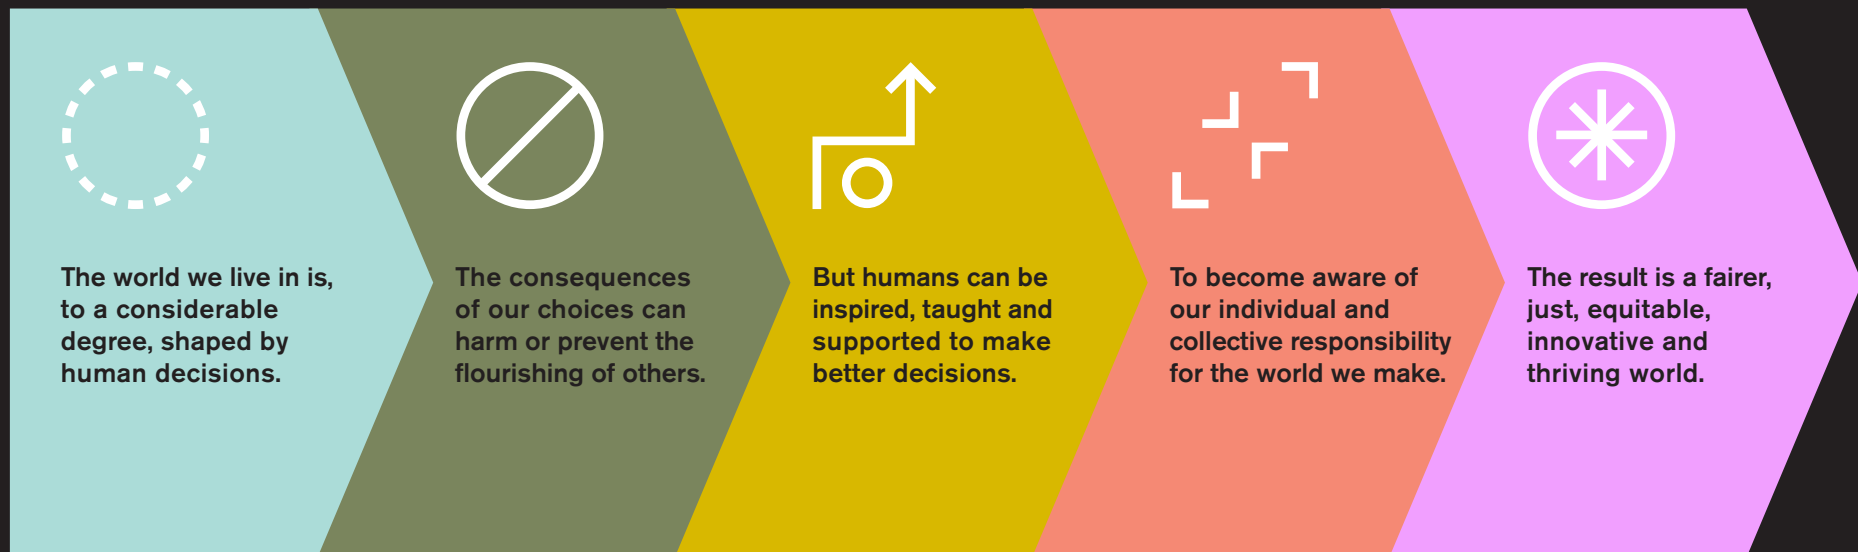 The world we live in is,
to a considerable
degree, shaped by
human decisions.
The consequences
of our choices can
harm or prevent the
flourishing of others.
But humans can be
inspired, taught and
supported to make
better decisions.
To become aware of
our individual and
collective responsibility
for the world we make.
The result is a fairer,
just, equitable,
innovative and
thriving world.